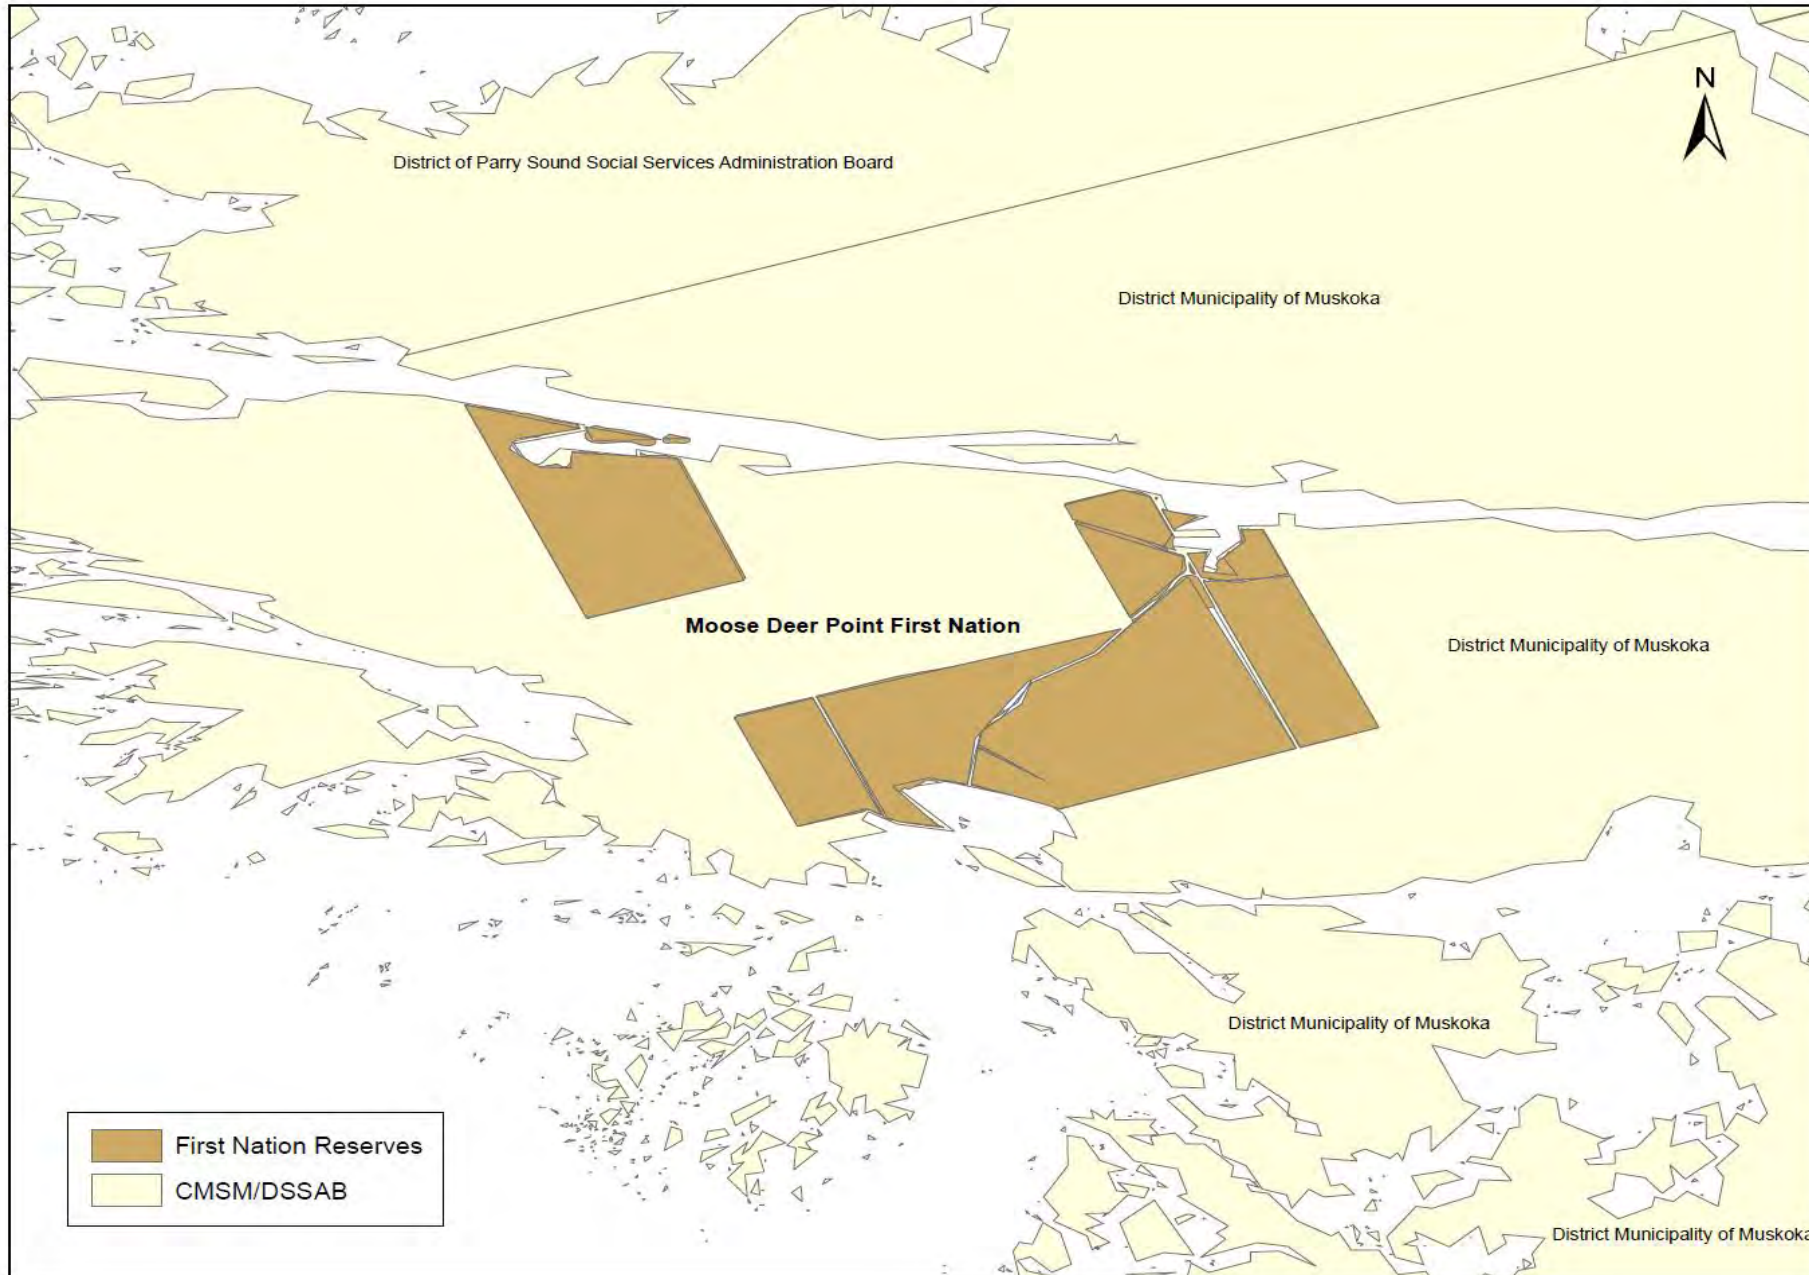 N
District of Parry Sound Social Services Administration Board
District Municipality of Muskoka
Moose Deer Point First Nation
District Municipality of Muskoka
District Municipality of Muskoka
First Nation Reserves
CMSM/DSSAB
District Municipality of Muskoka